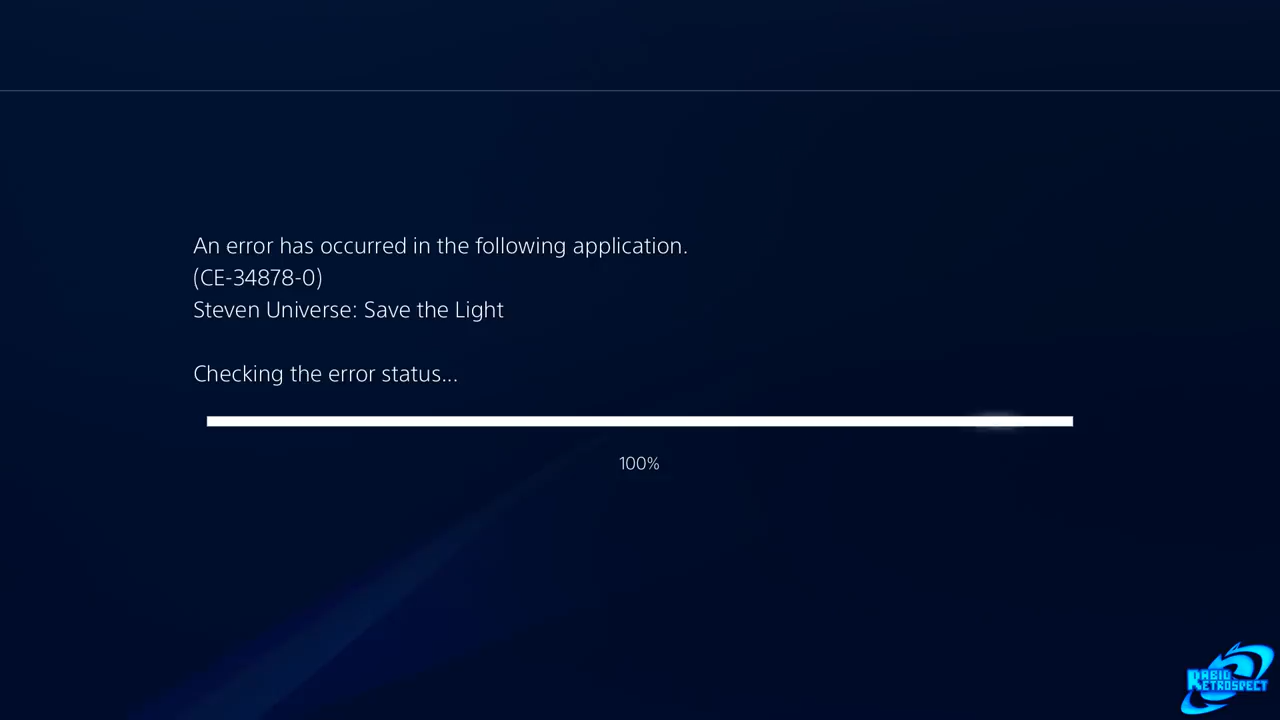 An error has occurred in the following application.
(CE-34878-0)
Steven Universe: Save the Light
Checking the error status...
100%
RABID
RETROSPECT